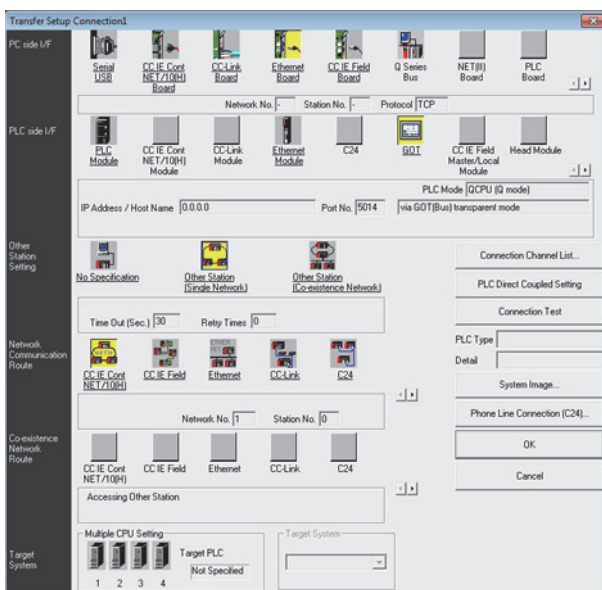 Transfer Setup Connection1
PC side I/F
Serial USB
CC IE Cont NET/10(H) Board
CC-Link Board
Ethernet Board
CC IE Field Board
Q Series Bus
NET(II) Board
PLC Board
Network No. - Station No. - Protocol TCP
PLC side I/F
PLC Module
CC IE Cont NET/10(H) Module
CC-Link Module
Ethernet Module
C24
GOT
CC IE Field Master/Local Module
Head Module
PLC Mode QCPU (Q mode)
IP Address / Host Name 0.0.0.0 Port No. 5014 via GOT(Bus) transparent mode
Other Station Setting
No Specification
Other Station (Single Network)
Other Station (Co-existence Network)
Time Out (Sec.) 30 Retry Times 0
Connection Channel List...
PLC Direct Coupled Setting
Connection Test
PLC Type
Detail
System Image...
Phone Line Connection (C24)...
OK
Cancel
Network Communication Route
CC IE Cont NET/10(H)
CC IE Field
Ethernet
CC-Link
C24
Network No. 1 Station No. 0
Co-existence Network Route
CC IE Cont NET/10(H)
CC IE Field
Ethernet
CC-Link
C24
Accessing Other Station
Target System
Multiple CPU Setting
1 2 3 4
Target PLC
Not Specified
Target System